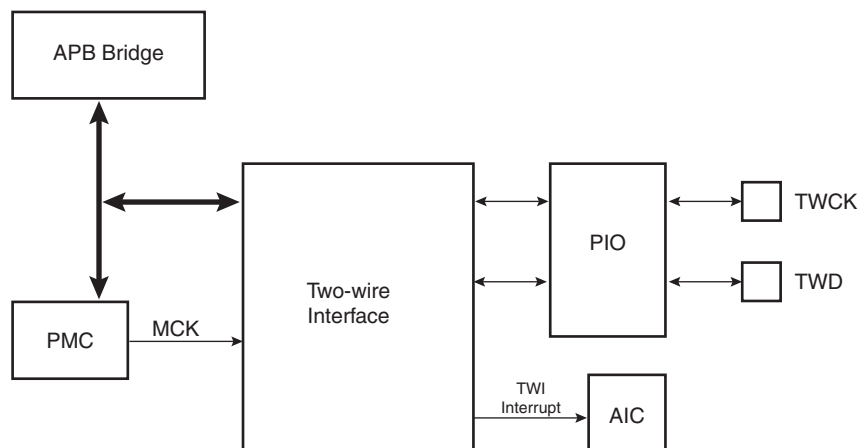 APB Bridge
TWCK
PIO
TWD
Two-wire
Interface
MCK
PMC
TWI
Interrupt
AIC